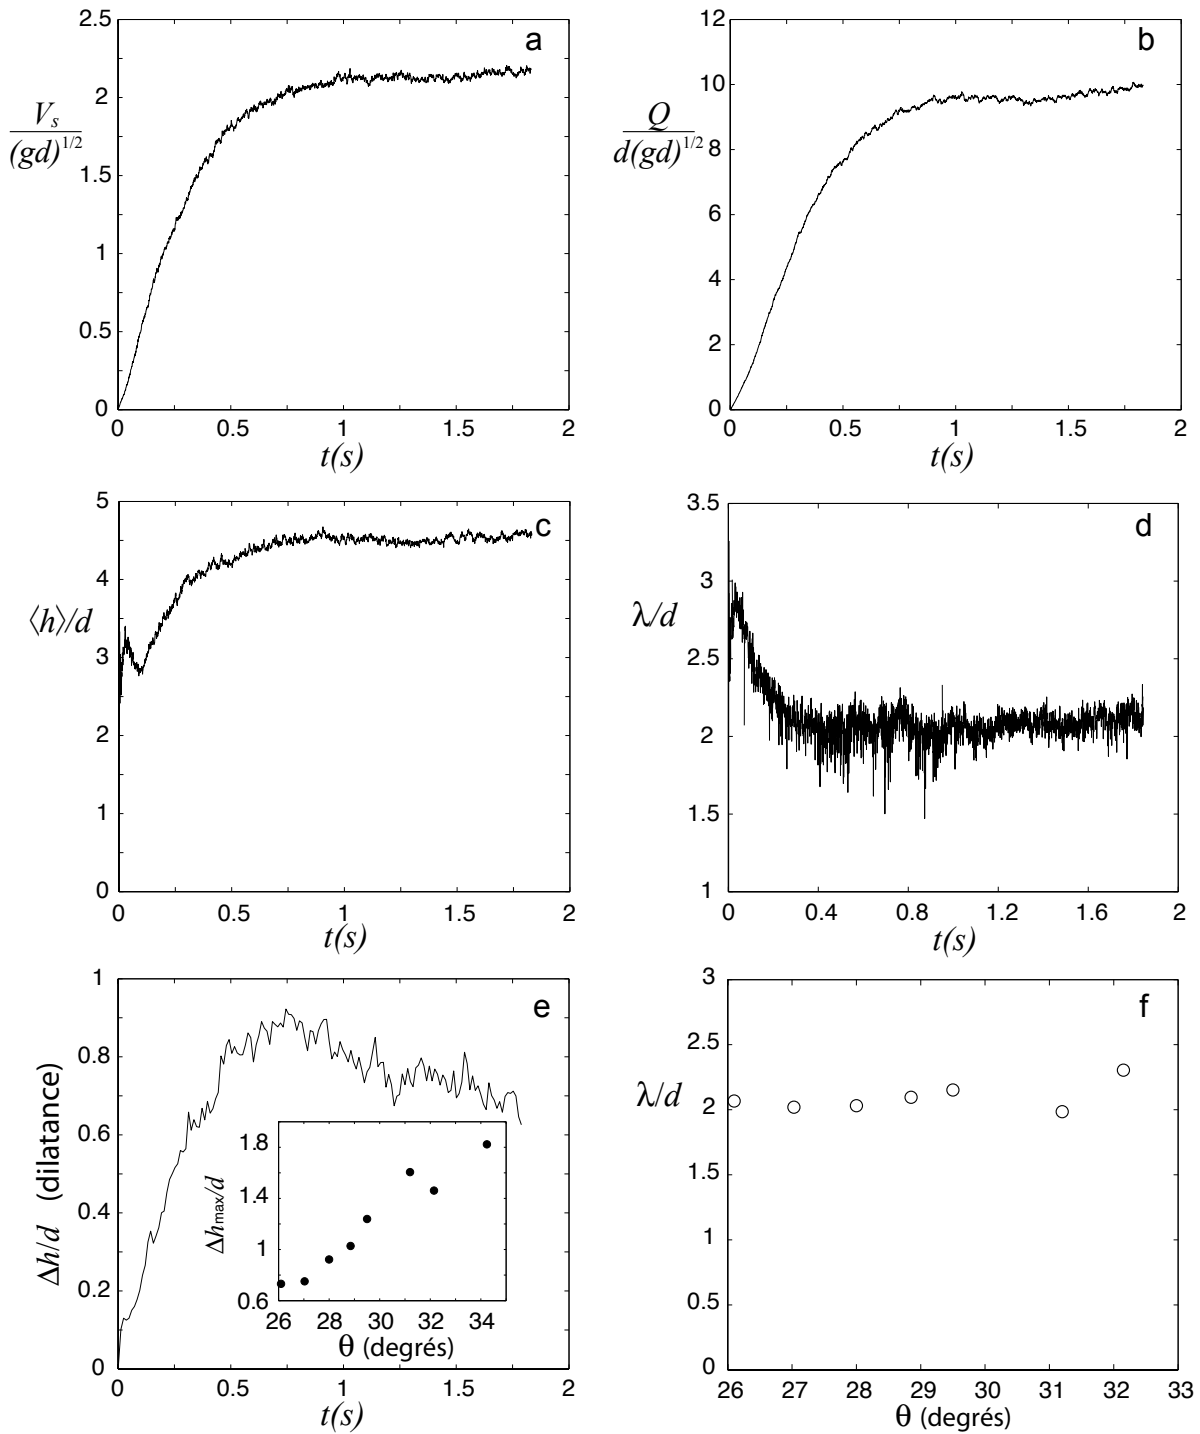 a
2.5
2
1.5
1
0.5
0
V_s/(gd)^{1/2}
0 0.5 1 1.5 2
t(s)
b
12
10
8
6
4
2
0
Q/d(gd)^{1/2}
0 0.5 1 1.5 2
t(s)
c
5
4
3
2
1
0
⟨h⟩/d
0 0.5 1 1.5 2
t(s)
d
3.5
3
2.5
2
1.5
1
λ/d
0 0.4 0.8 1.2 1.6 2
t(s)
e
1
0.8
0.6
0.4
0.2
0
Δh/d (dilatance)
1.8
1.4
1
0.6
Δh_max/d
26 28 30 32 34
θ (degrés)
0 0.5 1 1.5 2
t(s)
f
3
2.5
2
1.5
1
0.5
0
λ/d
26 27 28 29 30 31 32 33
θ (degrés)